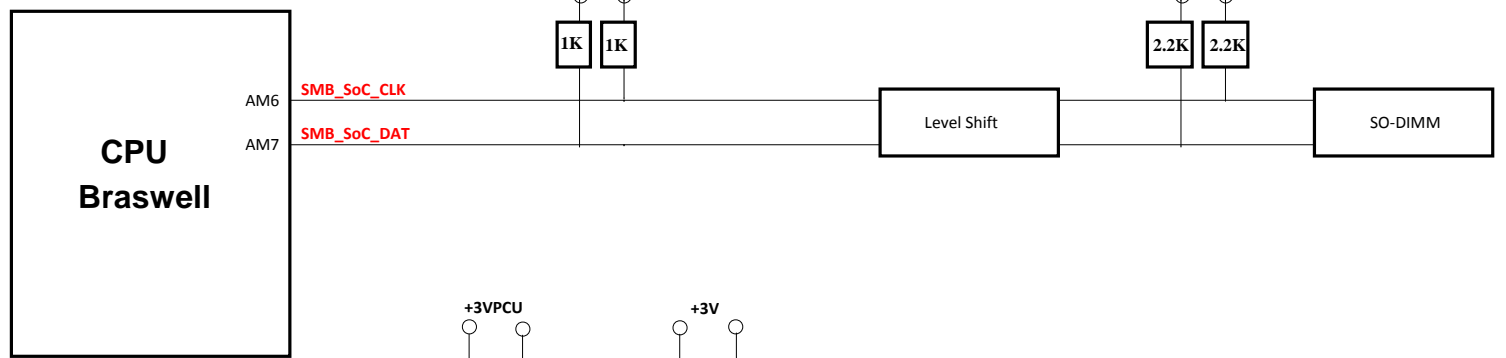 1K 1K 2.2K 2.2K
SMB_SoC_CLK
AM6
Level Shift
SO-DIMM
SMB_SoC_DAT
AM7
CPU
Braswell
+3VPCU
+3V